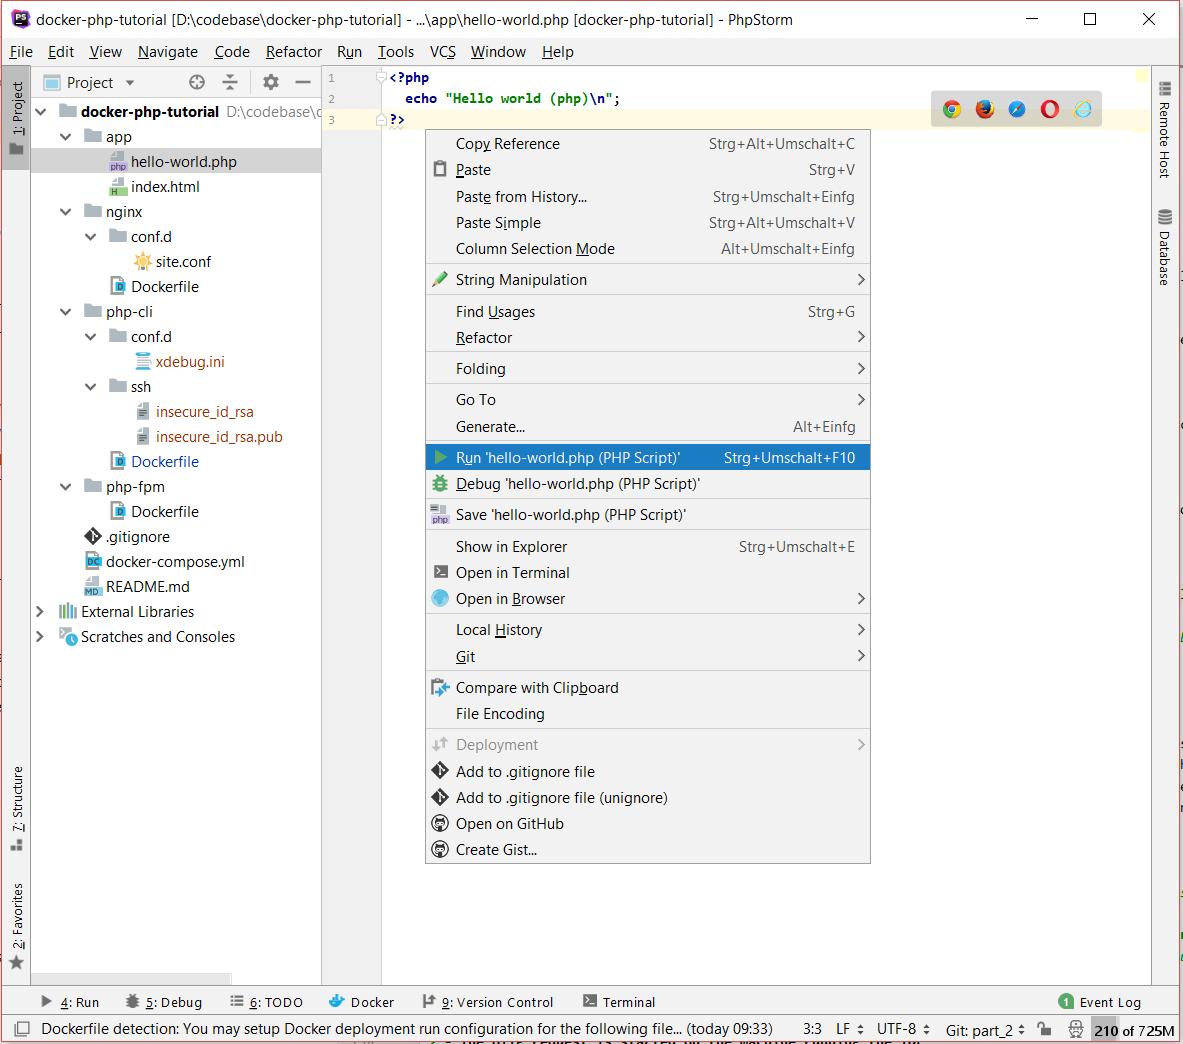 docker-php-tutorial [D:\codebase\docker-php-tutorial] - ...\app\hello-world.php [docker-php-tutorial] - PhpStorm
File Edit View Navigate Code Refactor Run Tools VCS Window Help
1: Project
7: Structure
2: Favorites
Project
docker-php-tutorial D:\codebase\d
app
hello-world.php
index.html
nginx
conf.d
site.conf
Dockerfile
php-cli
conf.d
xdebug.ini
ssh
insecure_id_rsa
insecure_id_rsa.pub
Dockerfile
php-fpm
Dockerfile
.gitignore
docker-compose.yml
README.md
External Libraries
Scratches and Consoles
1 <?php
2 echo "Hello world (php)\n";
3 ?>
Copy Reference Strg+Alt+Umschalt+C
Paste Strg+V
Paste from History... Strg+Umschalt+Einfg
Paste Simple Strg+Alt+Umschalt+V
Column Selection Mode Alt+Umschalt+Einfg
String Manipulation
Find Usages Strg+G
Refactor
Folding
Go To
Generate... Alt+Einfg
Run 'hello-world.php (PHP Script)' Strg+Umschalt+F10
Debug 'hello-world.php (PHP Script)'
Save 'hello-world.php (PHP Script)'
Show in Explorer Strg+Umschalt+E
Open in Terminal
Open in Browser
Local History
Git
Compare with Clipboard
File Encoding
Deployment
Add to .gitignore file
Add to .gitignore file (unignore)
Open on GitHub
Create Gist...
Remote Host
Database
4: Run 5: Debug 6: TODO Docker 9: Version Control Terminal 1 Event Log
Dockerfile detection: You may setup Docker deployment run configuration for the following file... (today 09:33) 3:3 LF UTF-8 Git: part_2 210 of 725M